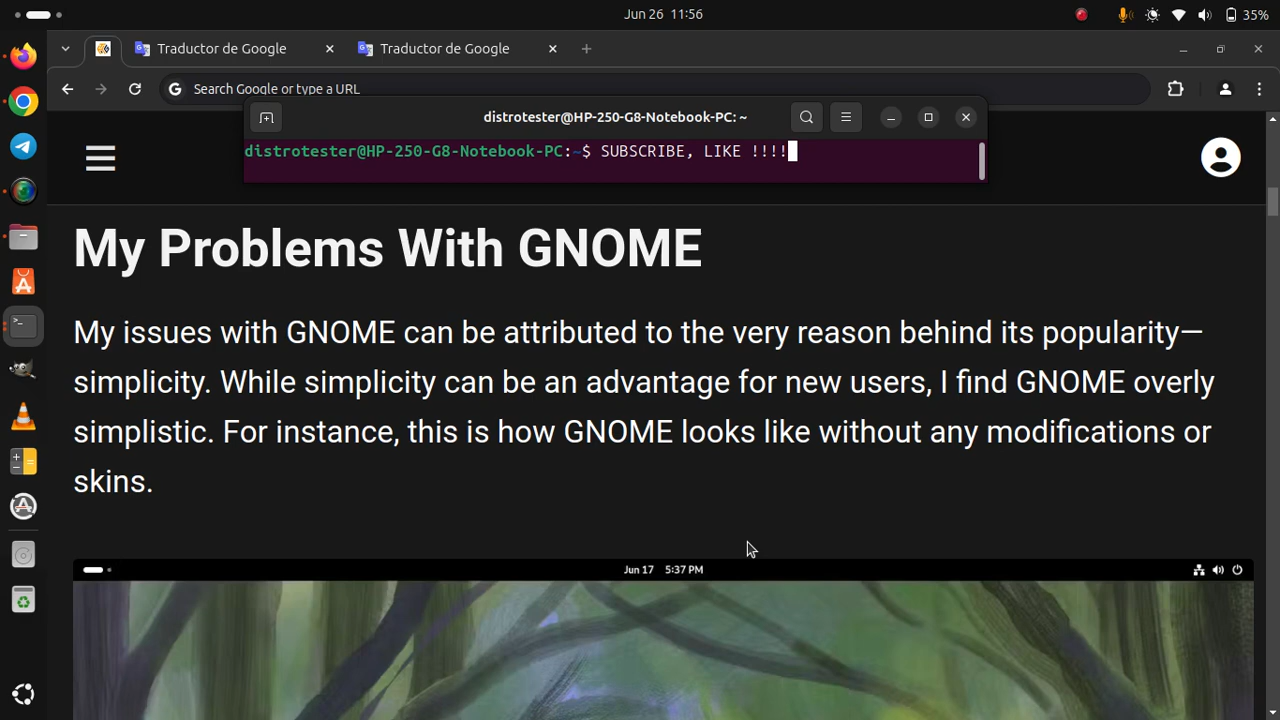 Jun 26 11:56
35%
Traductor de Google
Traductor de Google
Search Google or type a URL
distrotester@HP-250-G8-Notebook-PC: ~
distrotester@HP-250-G8-Notebook-PC:~$ SUBSCRIBE, LIKE !!!!
My Problems With GNOME
My issues with GNOME can be attributed to the very reason behind its popularity—
simplicity. While simplicity can be an advantage for new users, I find GNOME overly
simplistic. For instance, this is how GNOME looks like without any modifications or
skins.
Jun 17 5:37 PM